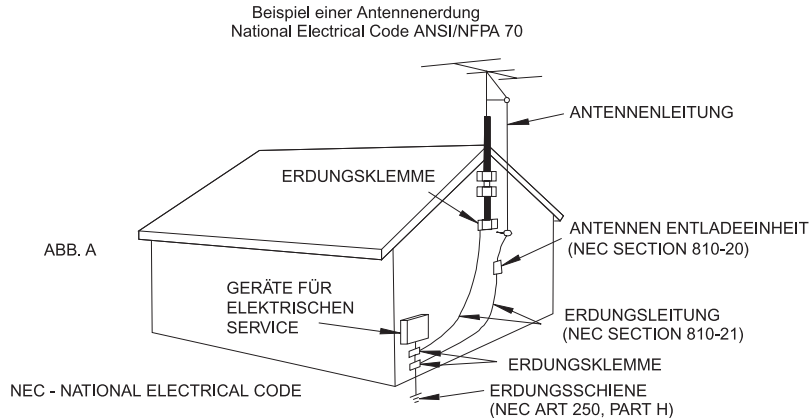 Beispiel einer Antennenerdung
National Electrical Code ANSI/NFPA 70
ANTENNENLEITUNG
ERDUNGSKLEMME
ANTENNEN ENTLADEEINHEIT
(NEC SECTION 810-20)
ABB. A
GERÄTE FÜR
ELEKTRISCHEN
SERVICE
ERDUNGSLEITUNG
(NEC SECTION 810-21)
ERDUNGSKLEMME
NEC - NATIONAL ELECTRICAL CODE
ERDUNGSSCHIENE
(NEC ART 250, PART H)